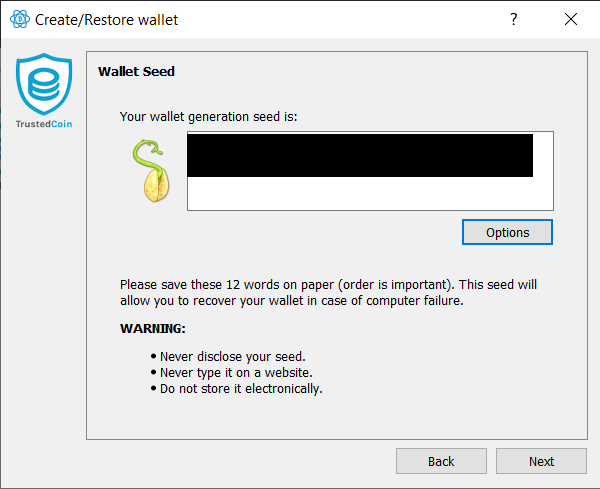 Create/Restore wallet
?
TrustedCoin
Wallet Seed
Your wallet generation seed is:
Options
Please save these 12 words on paper (order is important). This seed will
allow you to recover your wallet in case of computer failure.
WARNING:
• Never disclose your seed.
• Never type it on a website.
• Do not store it electronically.
Back
Next